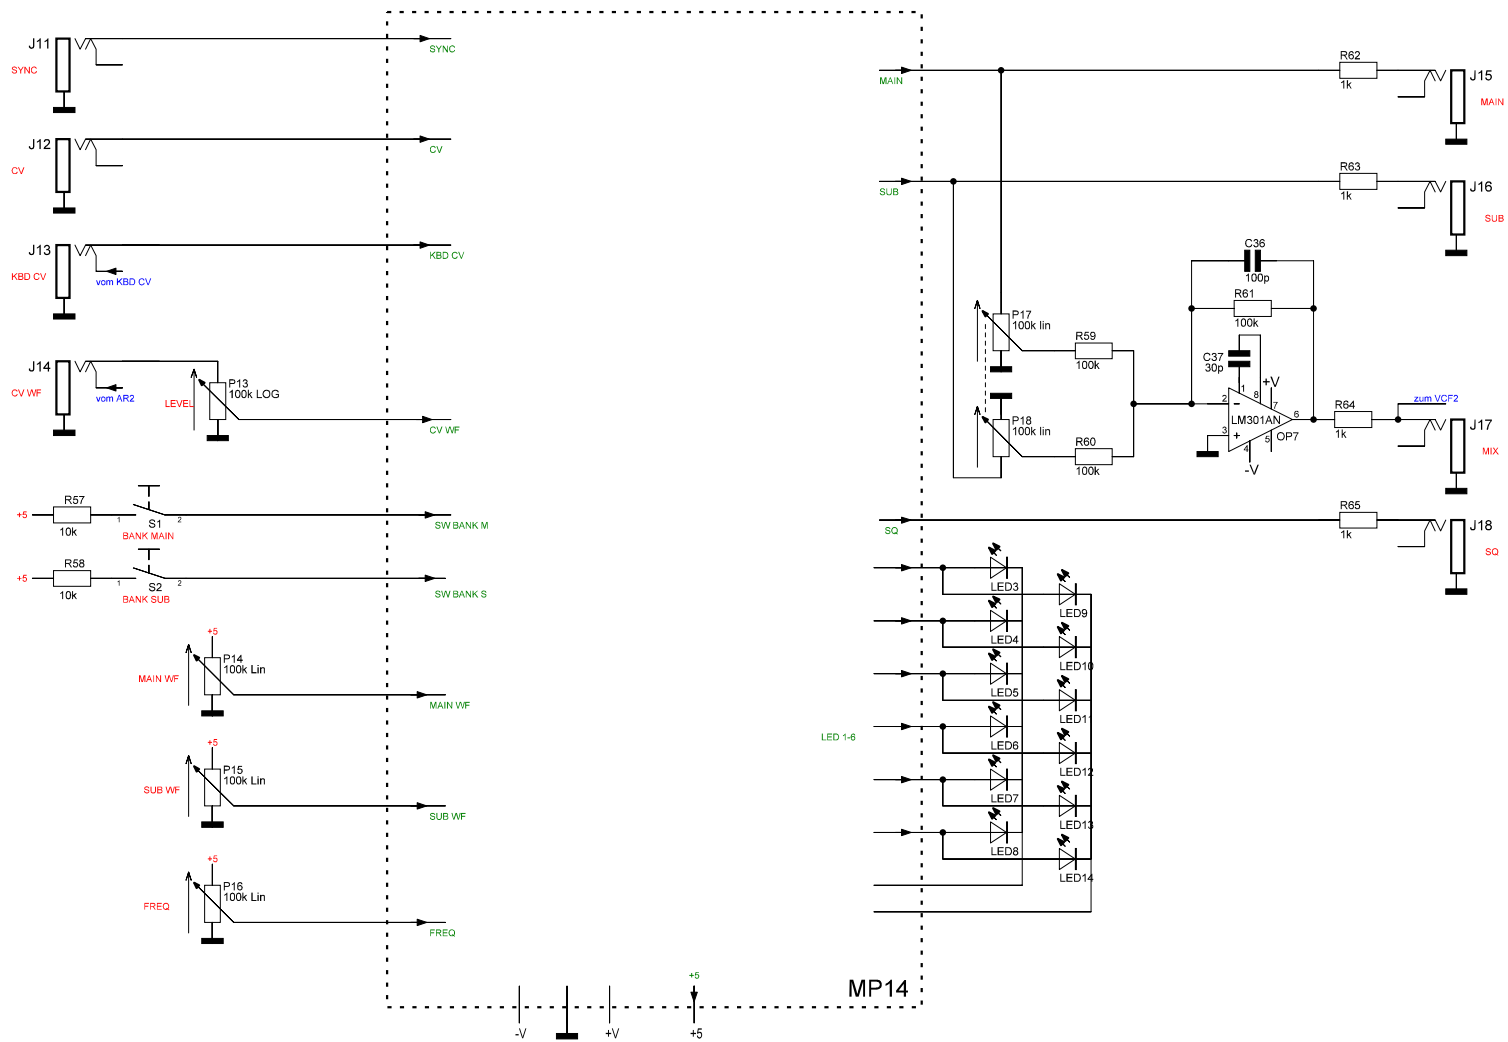 J11
SYNC
SYNC
J12
CV
CV
J13
KBD CV
vom KBD CV
KBD CV
J14
CV WF
vom AR2
LEVEL
P13
100k LOG
CV WF
+5
R57
10k
1
S1
2
BANK MAIN
SW BANK M
+5
R58
10k
1
S2
2
BANK SUB
SW BANK S
+5
P14
100k Lin
MAIN WF
MAIN WF
+5
P15
100k Lin
SUB WF
SUB WF
+5
P16
100k Lin
FREQ
FREQ
-V
+V
+5
+5
MP14
MAIN
R62
1k
J15
MAIN
SUB
R63
1k
J16
SUB
C36
100p
R61
100k
P17
100k lin
R59
100k
C37
30p
+V
1
8
7
2
LM301AN
6
3
OP7
4
5
-V
P18
100k lin
R60
100k
R64
1k
zum VCF2
J17
MIX
SQ
R65
1k
J18
SQ
LED 1-6
LED3
LED9
LED4
LED10
LED5
LED11
LED6
LED12
LED7
LED13
LED8
LED14